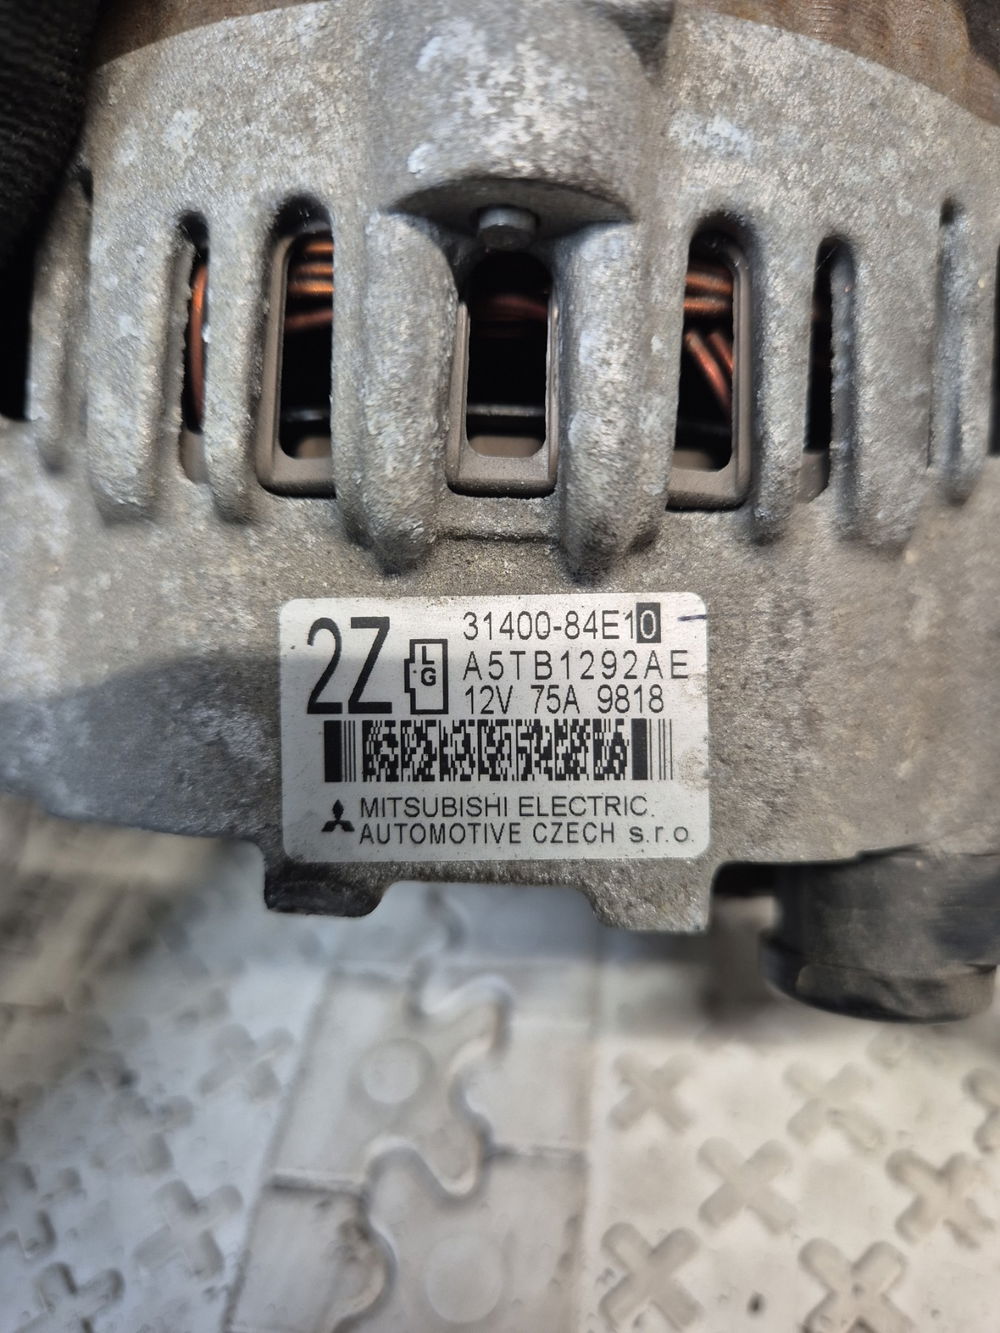 2Z
L
G
31400-84E10
A5TB1292AE
12V 75A 9818
MITSUBISHI ELECTRIC.
AUTOMOTIVE CZECH s.r.o